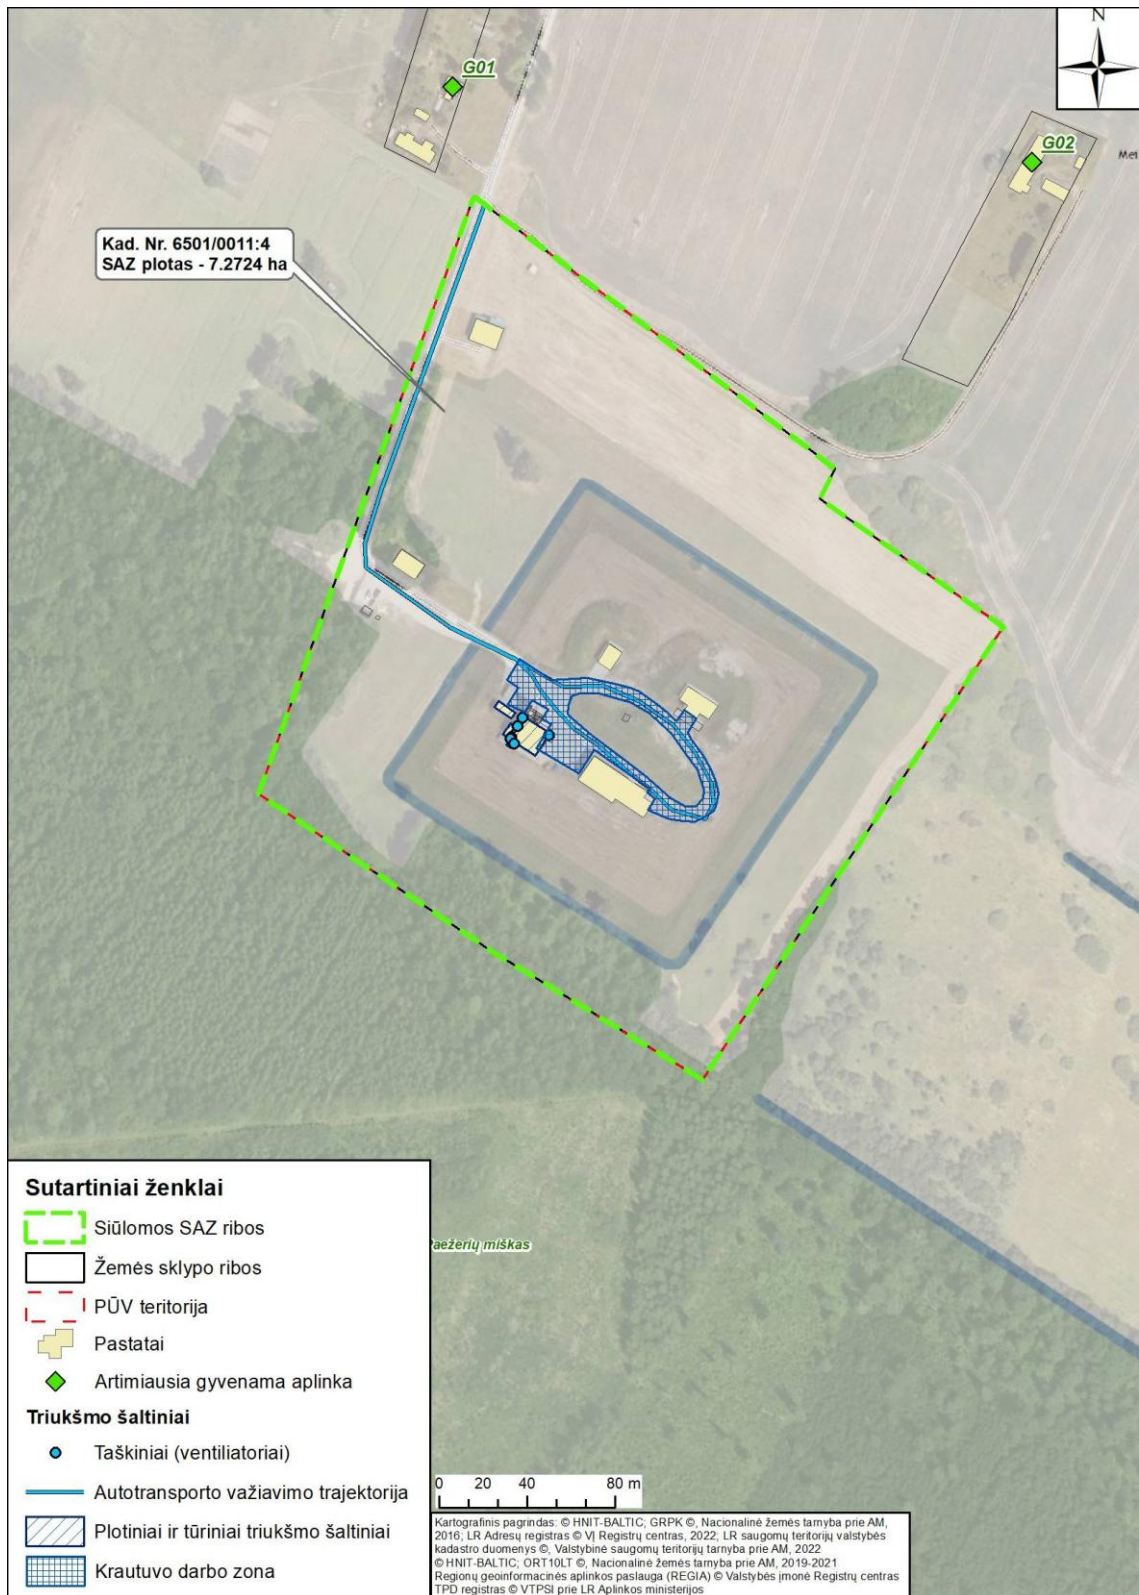 N
G01
G02
Mei
Kad. Nr. 6501/0011:4
SAZ plotas - 7.2724 ha
Paežerių miškas
Sutartiniai ženklai
Siūlomos SAZ ribos
Žemės sklypo ribos
PŪV teritorija
Pastatai
Artimiausia gyvenama aplinka
Triukšmo šaltiniai
Taškiniai (ventiliatoriai)
Autotransporto važiavimo trajektorija
Plotiniai ir tūriniai triukšmo šaltiniai
Krautuvo darbo zona
0 20 40 80 m
Kartografinis pagrindas: © HNIT-BALTIC; GRPK ©, Nacionalinė žemės tarnyba prie AM,
2016; LR Adresų registras © VĮ Registrų centras, 2022; LR saugomų teritorijų valstybės
kadastro duomenys ©, Valstybinė saugomų teritorijų tarnyba prie AM, 2022
© HNIT-BALTIC; ORT10LT ©, Nacionalinė žemės tarnyba prie AM, 2019-2021
Regionų geoinformacinės aplinkos paslauga (REGIA) © Valstybės įmonė Registrų centras
TPD registras © VTPSI prie LR Aplinkos ministerijos